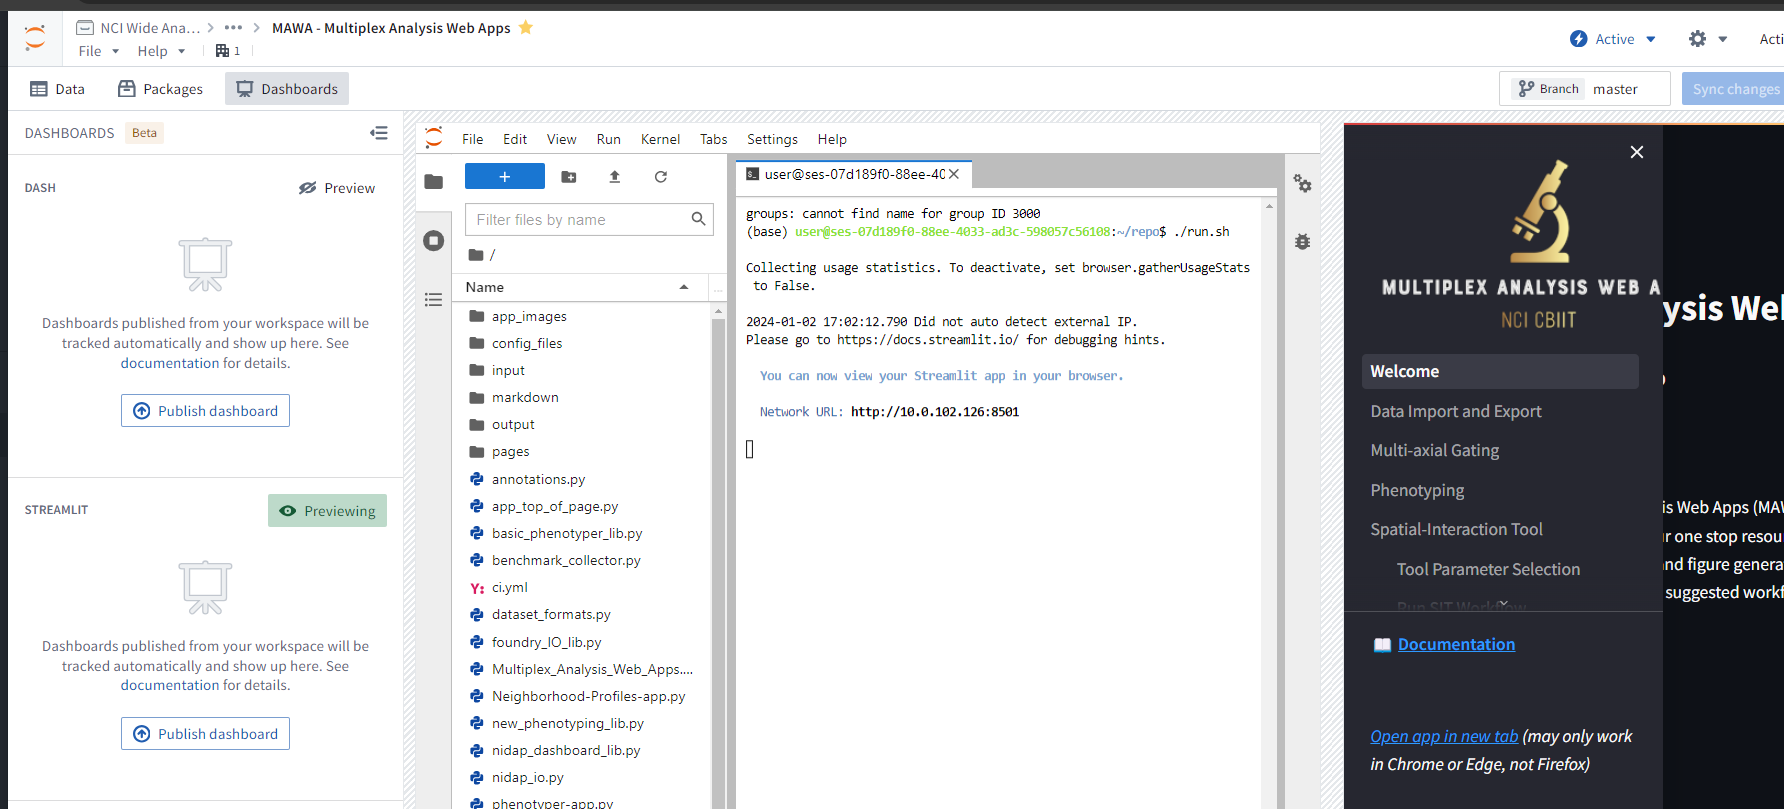 NCI Wide Ana... > ••• > MAWA - Multiplex Analysis Web Apps
File Help 1
Active
Acti
Data Packages Dashboards
Branch master
Sync changes
DASHBOARDS Beta
DASH Preview
Dashboards published from your workspace will be
tracked automatically and show up here. See
documentation for details.
Publish dashboard
STREAMLIT Previewing
Dashboards published from your workspace will be
tracked automatically and show up here. See
documentation for details.
Publish dashboard
File Edit View Run Kernel Tabs Settings Help
+
Filter files by name
/
Name
...
app_images
config_files
input
markdown
output
pages
annotations.py
app_top_of_page.py
basic_phenotyper_lib.py
benchmark_collector.py
Y: ci.yml
dataset_formats.py
foundry_IO_lib.py
Multiplex_Analysis_Web_Apps....
Neighborhood-Profiles-app.py
new_phenotyping_lib.py
nidap_dashboard_lib.py
nidap_io.py
phenotyper-app.py
user@ses-07d189f0-88ee-40
groups: cannot find name for group ID 3000
(base) user@ses-07d189f0-88ee-4033-ad3c-598057c56108:~/repo$ ./run.sh
Collecting usage statistics. To deactivate, set browser.gatherUsageStats
to False.
2024-01-02 17:02:12.790 Did not auto detect external IP.
Please go to https://docs.streamlit.io/ for debugging hints.
You can now view your Streamlit app in your browser.
Network URL: http://10.0.102.126:8501
MULTIPLEX ANALYSIS WEB A
NCI CBIIT
Welcome
Data Import and Export
Multi-axial Gating
Phenotyping
Spatial-Interaction Tool
Tool Parameter Selection
Run SIT Workflow
Documentation
Open app in new tab (may only work
in Chrome or Edge, not Firefox)
ysis Wel
is Web Apps (MAW
r one stop resou
nd figure genera
suggested workf